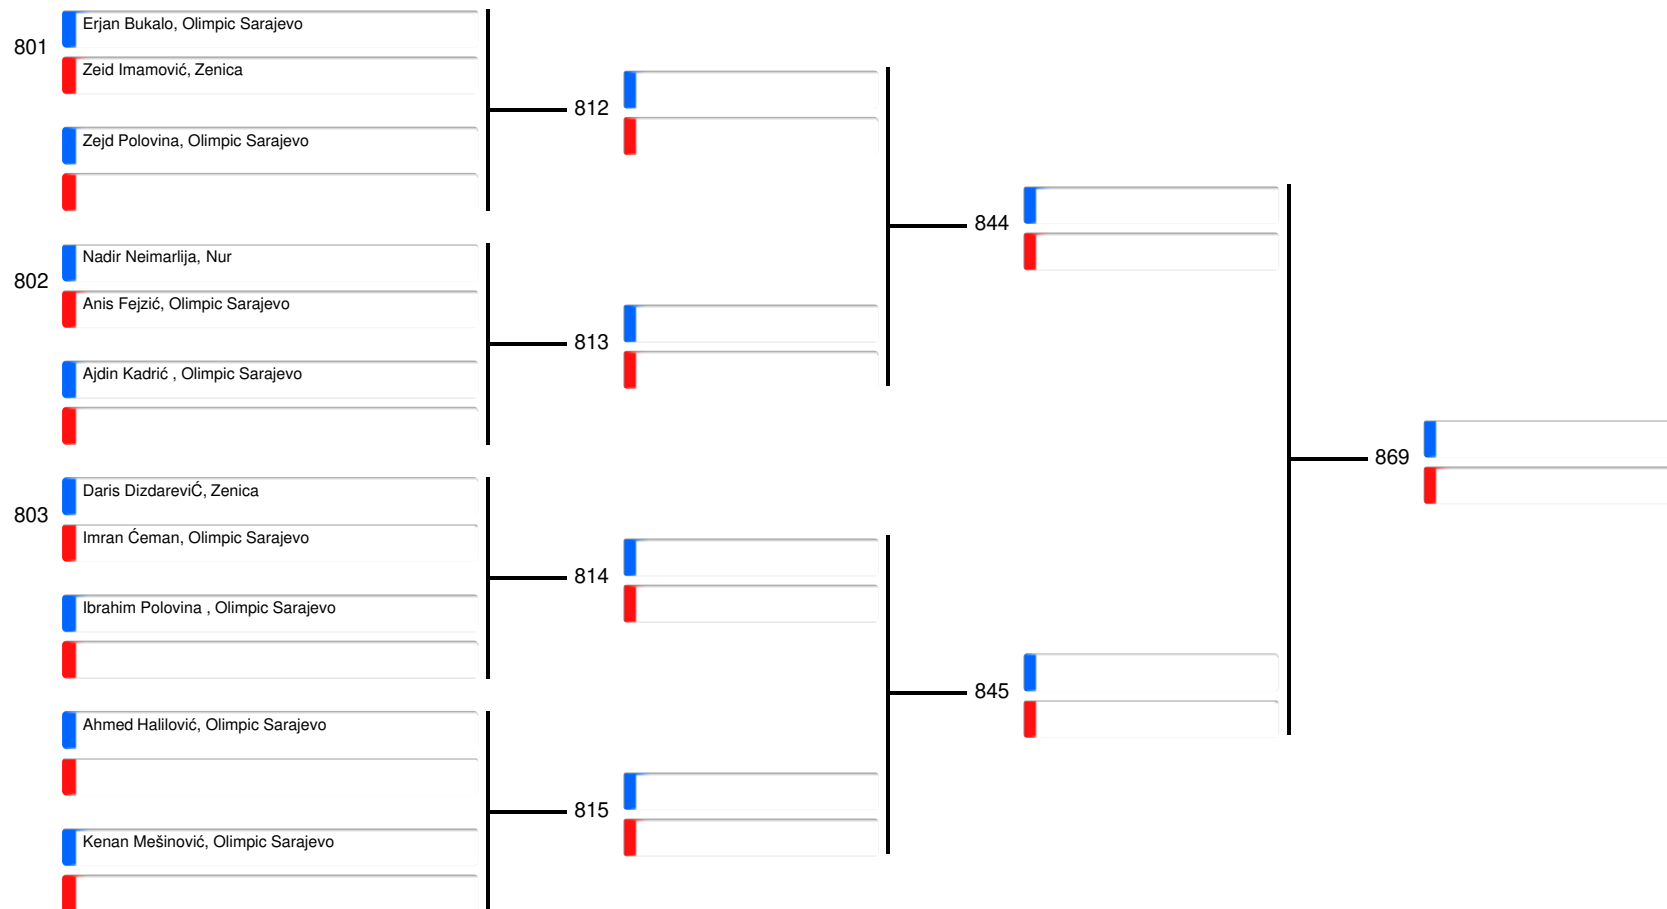 Erjan Bukalo, Olimpic Sarajevo
801
Zeid Imamović, Zenica
812
Zejd Polovina, Olimpic Sarajevo
844
Nadir Neimarlija, Nur
802
Anis Fejzić, Olimpic Sarajevo
813
Ajdin Kadrić , Olimpic Sarajevo
869
Daris DizdareviĆ, Zenica
803
Imran Ćeman, Olimpic Sarajevo
814
Ibrahim Polovina , Olimpic Sarajevo
845
Ahmed Halilović, Olimpic Sarajevo
815
Kenan Mešinović, Olimpic Sarajevo